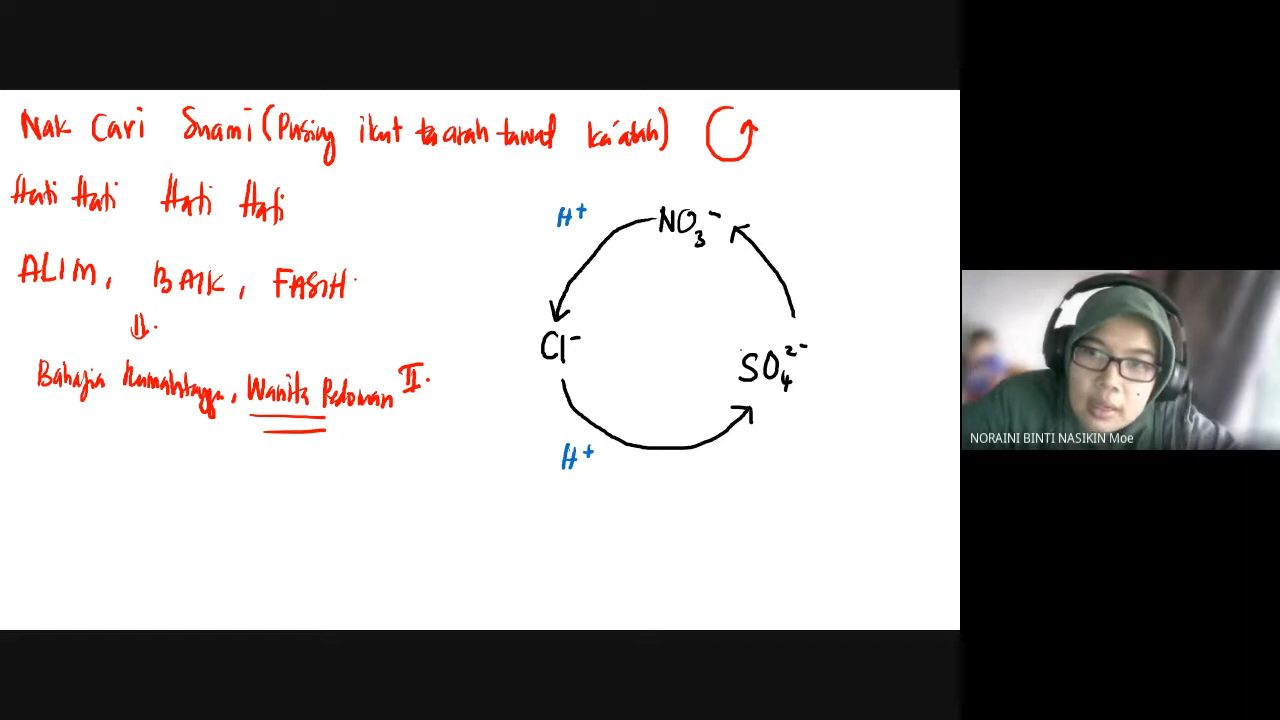 Nak Cari Suami (Pusing ikut arah tawaf ka'abah)
Hati Hati Hati Hati
ALIM, BAIK, FASIH
⇓
Bahagia Rumahtangga, Wanita Pedoman II.
H⁺
NO₃⁻
Cl⁻
SO₄²⁻
H⁺
NORAINI BINTI NASIKIN Moe